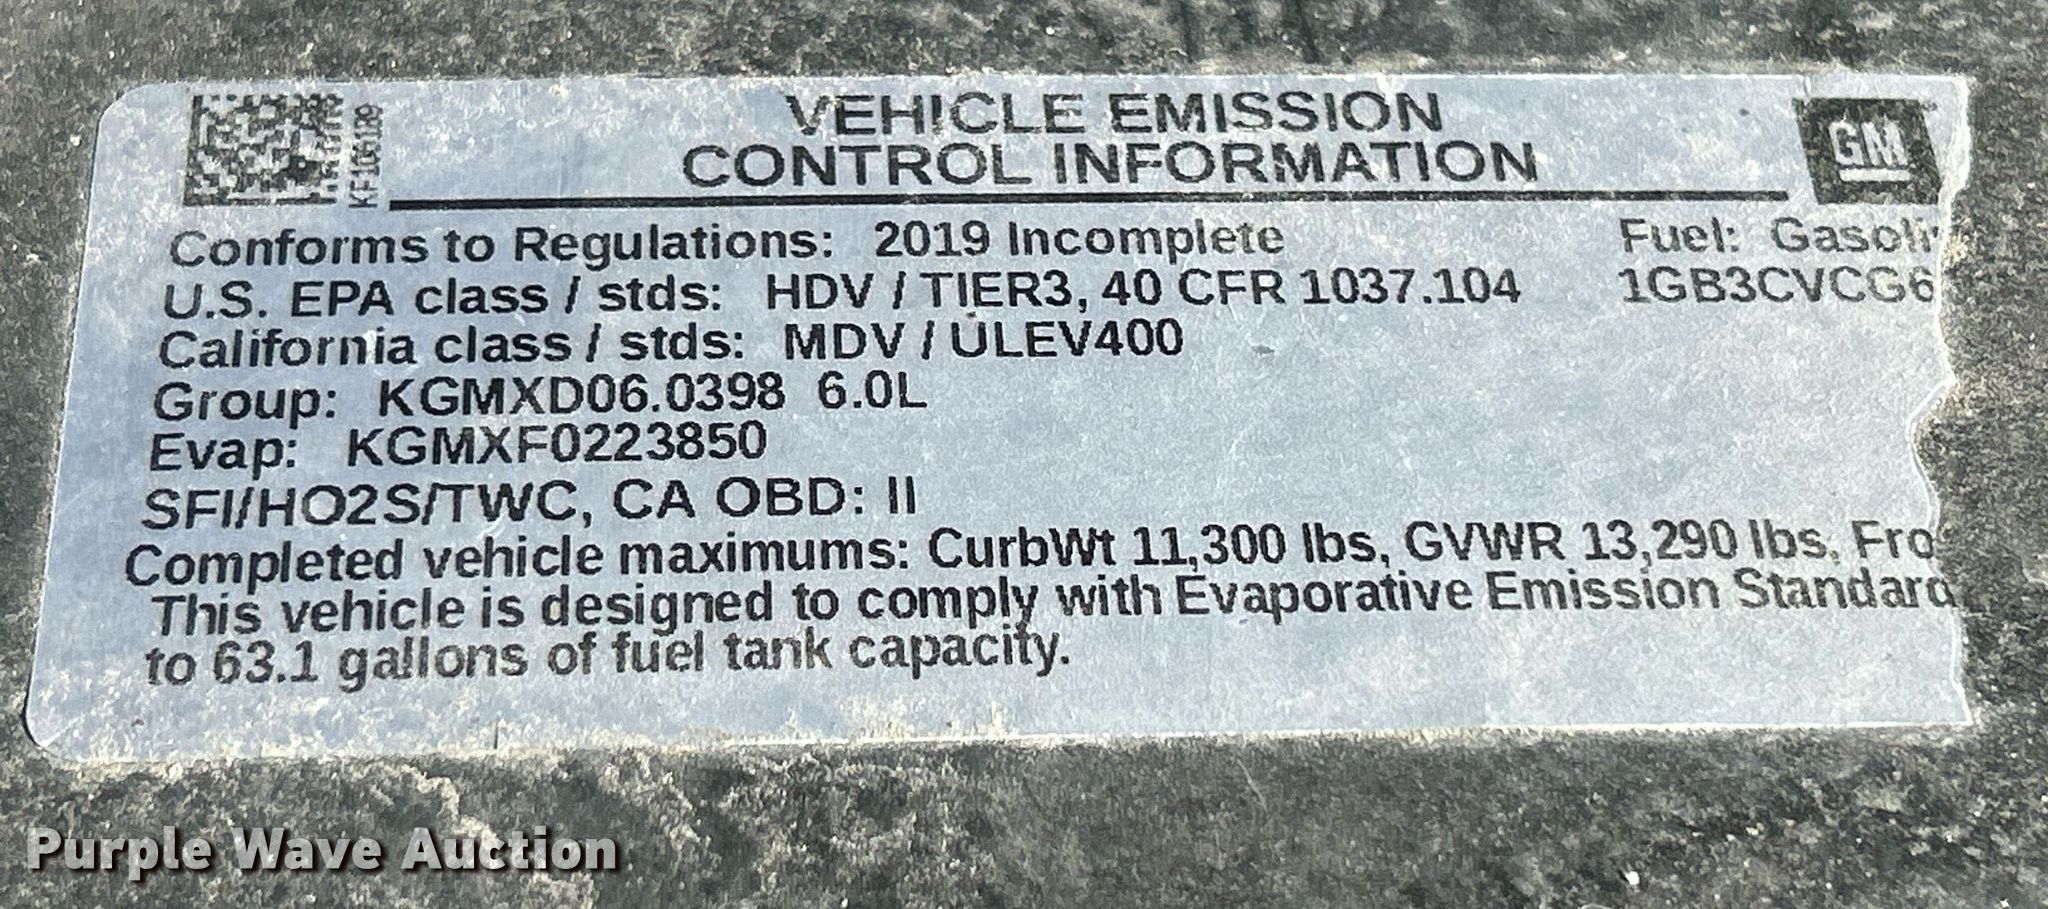 KF106129
VEHICLE EMISSION
CONTROL INFORMATION
GM
Conforms to Regulations: 2019 Incomplete Fuel: Gasoli
U.S. EPA class / stds: HDV / TIER3, 40 CFR 1037.104 1GB3CVCG6
California class / stds: MDV / ULEV400
Group: KGMXD06.0398 6.0L
Evap: KGMXF0223850
SFI/HO2S/TWC, CA OBD: II
Completed vehicle maximums: CurbWt 11,300 lbs, GVWR 13,290 lbs, Fro
This vehicle is designed to comply with Evaporative Emission Standard
to 63.1 gallons of fuel tank capacity.
Purple Wave Auction